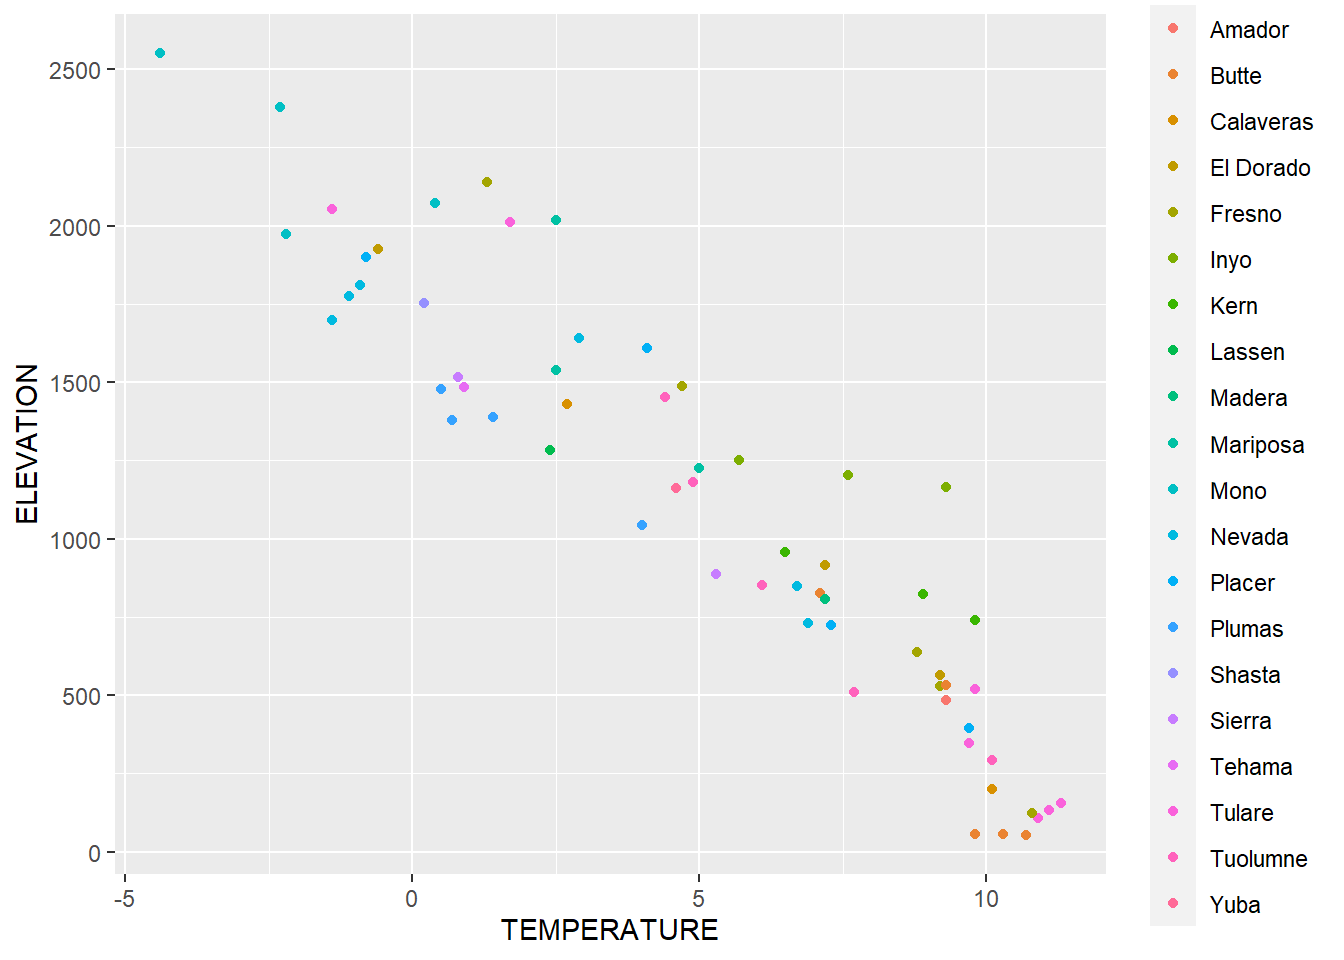 2500
2000
1500
1000
500
0
ELEVATION
-5 0 5 10
TEMPERATURE
Amador
Butte
Calaveras
El Dorado
Fresno
Inyo
Kern
Lassen
Madera
Mariposa
Mono
Nevada
Placer
Plumas
Shasta
Sierra
Tehama
Tulare
Tuolumne
Yuba